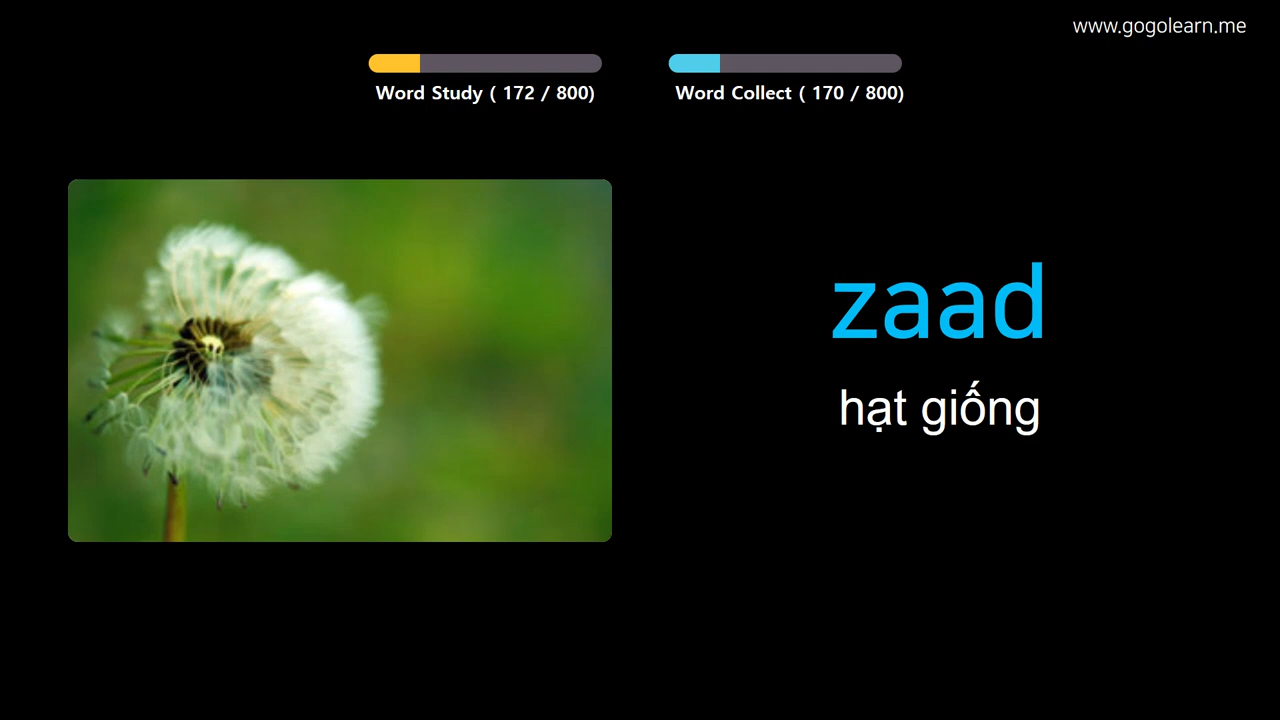 www.gogolearn.me
Word Study ( 172 / 800)
Word Collect ( 170 / 800)
zaad
hạt giống